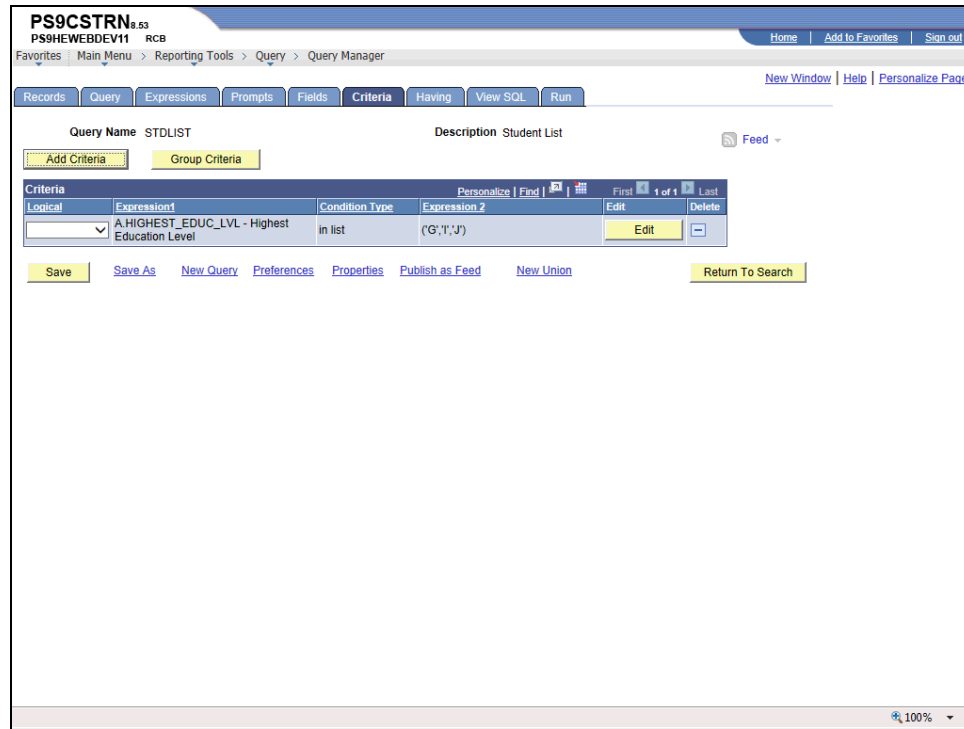 PS9CSTRN8.53
PS9HEWEBDEV11 RCB
Home | Add to Favorites | Sign out
Favorites Main Menu > Reporting Tools > Query > Query Manager
New Window | Help | Personalize Page
Records Query Expressions Prompts Fields Criteria Having View SQL Run
Query Name STDLIST Description Student List
Feed
Add Criteria Group Criteria
Criteria Personalize | Find | | First 1 of 1 Last
Logical Expression1 Condition Type Expression 2 Edit Delete
A.HIGHEST_EDUC_LVL - Highest
Education Level in list ('G','I','J') Edit
Save Save As New Query Preferences Properties Publish as Feed New Union Return To Search
100%